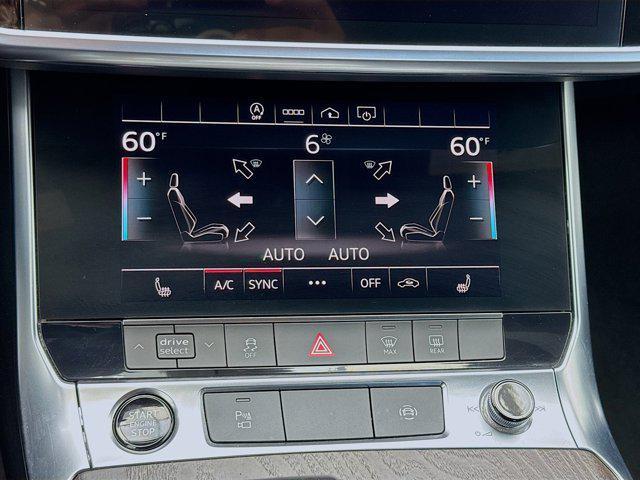 A
OFF
60°F 6 60°F
+ +
− −
AUTO AUTO
A/C SYNC ••• OFF
drive
select
OFF MAX REAR
START
ENGINE
STOP
P